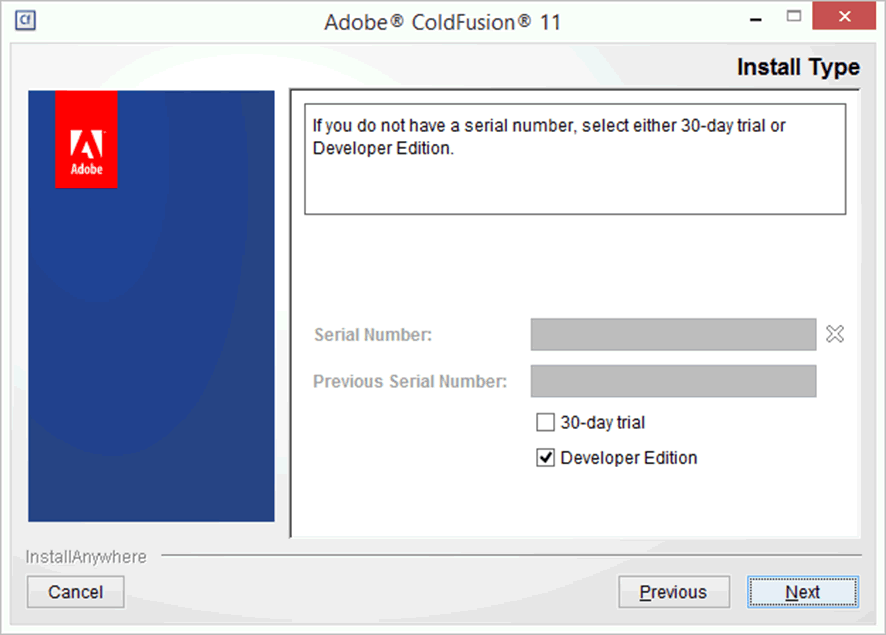 Cf
Adobe® ColdFusion® 11
Install Type
Adobe
If you do not have a serial number, select either 30-day trial or
Developer Edition.
Serial Number:
Previous Serial Number:
30-day trial
Developer Edition
InstallAnywhere
Cancel
Previous
Next